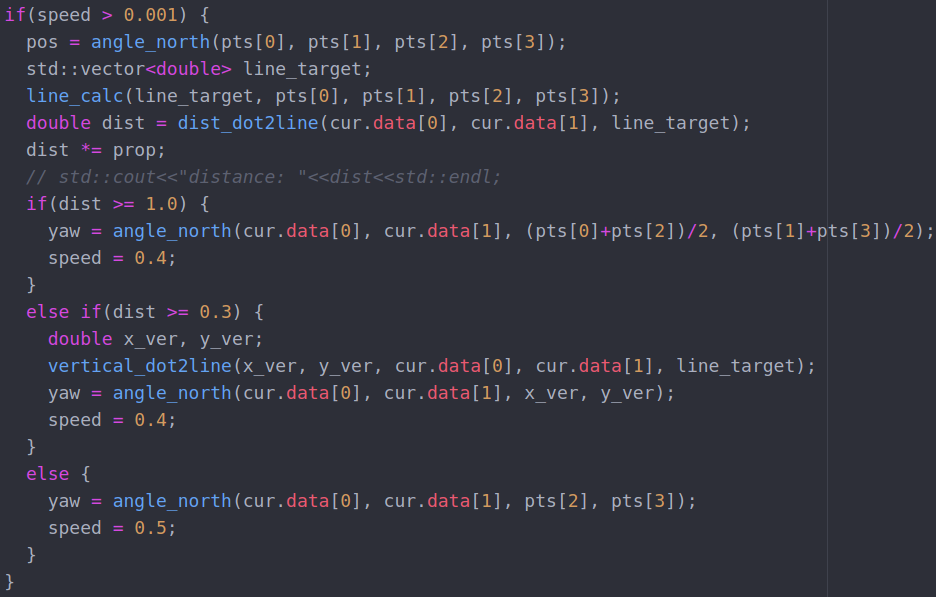 if(speed > 0.001) {
  pos = angle_north(pts[0], pts[1], pts[2], pts[3]);
  std::vector<double> line_target;
  line_calc(line_target, pts[0], pts[1], pts[2], pts[3]);
  double dist = dist_dot2line(cur.data[0], cur.data[1], line_target);
  dist *= prop;
  // std::cout<<"distance: "<<dist<<std::endl;
  if(dist >= 1.0) {
    yaw = angle_north(cur.data[0], cur.data[1], (pts[0]+pts[2])/2, (pts[1]+pts[3])/2);
    speed = 0.4;
  }
  else if(dist >= 0.3) {
    double x_ver, y_ver;
    vertical_dot2line(x_ver, y_ver, cur.data[0], cur.data[1], line_target);
    yaw = angle_north(cur.data[0], cur.data[1], x_ver, y_ver);
    speed = 0.4;
  }
  else {
    yaw = angle_north(cur.data[0], cur.data[1], pts[2], pts[3]);
    speed = 0.5;
  }
}